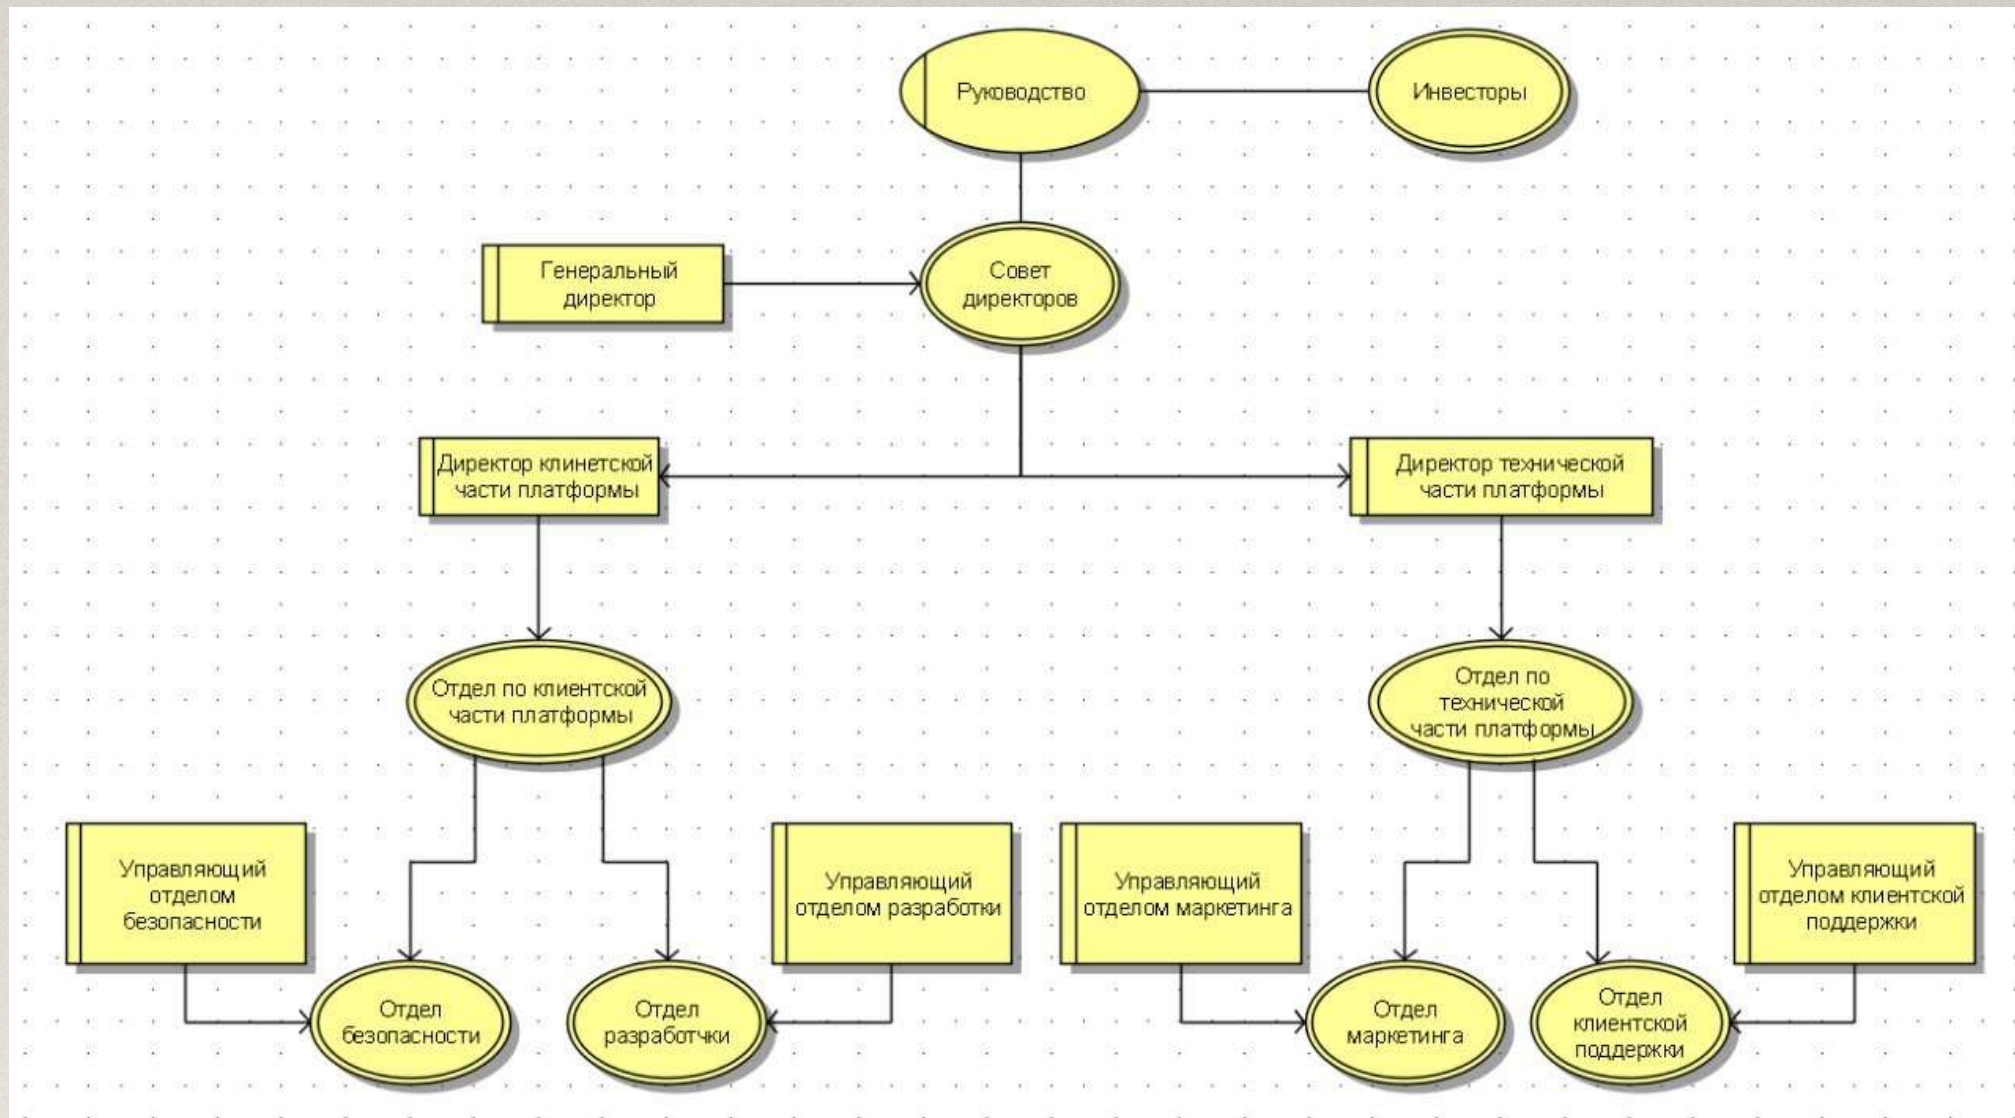 Руководство
Инвесторы
Генеральный
директор
Совет
директоров
Директор клинетской
части платформы
Директор технической
части платформы
Отдел по клиентской
части платформы
Отдел по
технической
части платформы
Управляющий
отделом
безопасности
Управляющий
отделом разработки
Управляющий
отделом маркетинга
Управляющий
отделом клиентской
поддержки
Отдел
безопасности
Отдел
разработчки
Отдел
маркетинга
Отдел
клиентской
поддержки